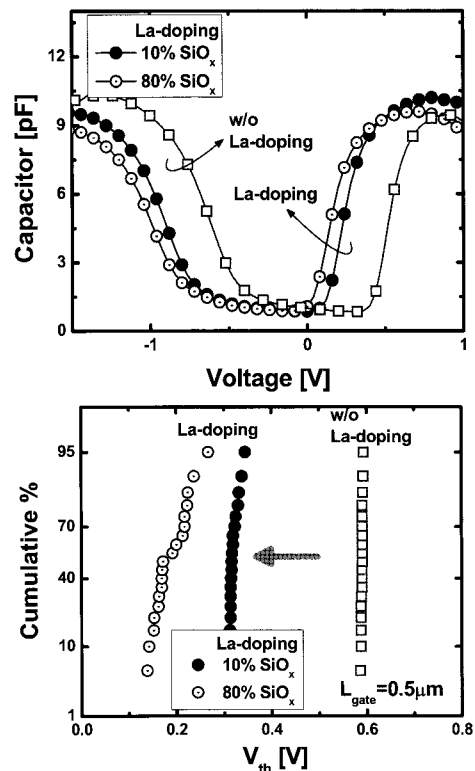 La-doping
10% SiOx
80% SiOx
w/o
La-doping
La-doping
12
9
6
3
0
Capacitor [pF]
-1
0
1
Voltage [V]
La-doping
w/o
La-doping
95
70
40
10
1
Cumulative %
La-doping
10% SiOx
80% SiOx
Lgate=0.5μm
0.0
0.2
0.4
0.6
0.8
Vth [V]